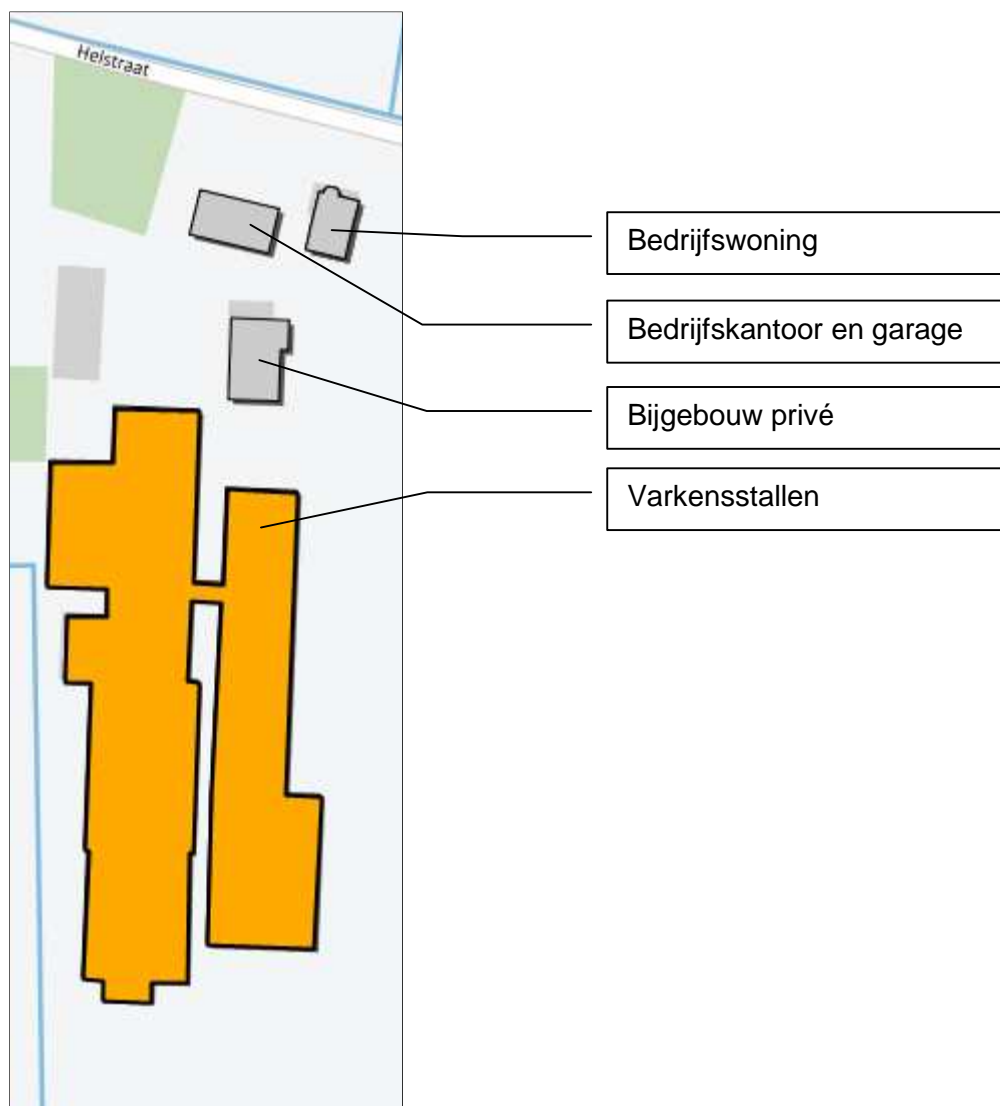 Helstraat
Bedrijfswoning
Bedrijfskantoor en garage
Bijgebouw privé
Varkensstallen